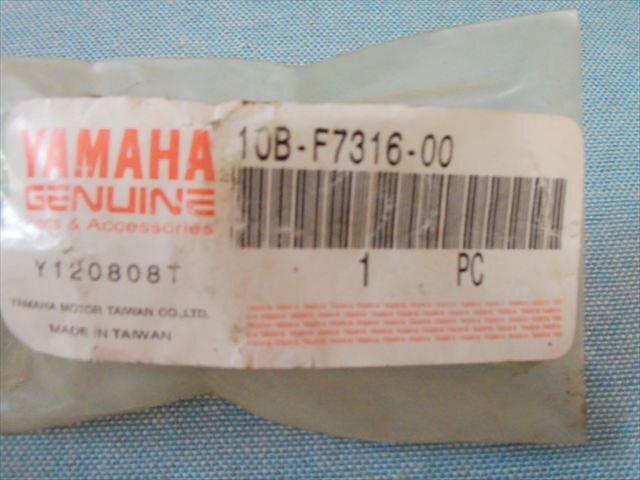 YAMAHA
GENUINE
Parts & Accessories
10B-F7316-00
1 PC
Y120808T
YAMAHA MOTOR TAIWAN CO.,LTD.
MADE IN TAIWAN